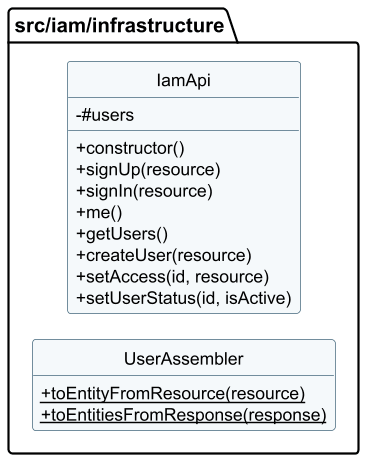 src/iam/infrastructure
IamApi
-#users
+constructor()
+signUp(resource)
+signIn(resource)
+me()
+getUsers()
+createUser(resource)
+setAccess(id, resource)
+setUserStatus(id, isActive)
UserAssembler
+toEntityFromResource(resource)
+toEntitiesFromResponse(response)